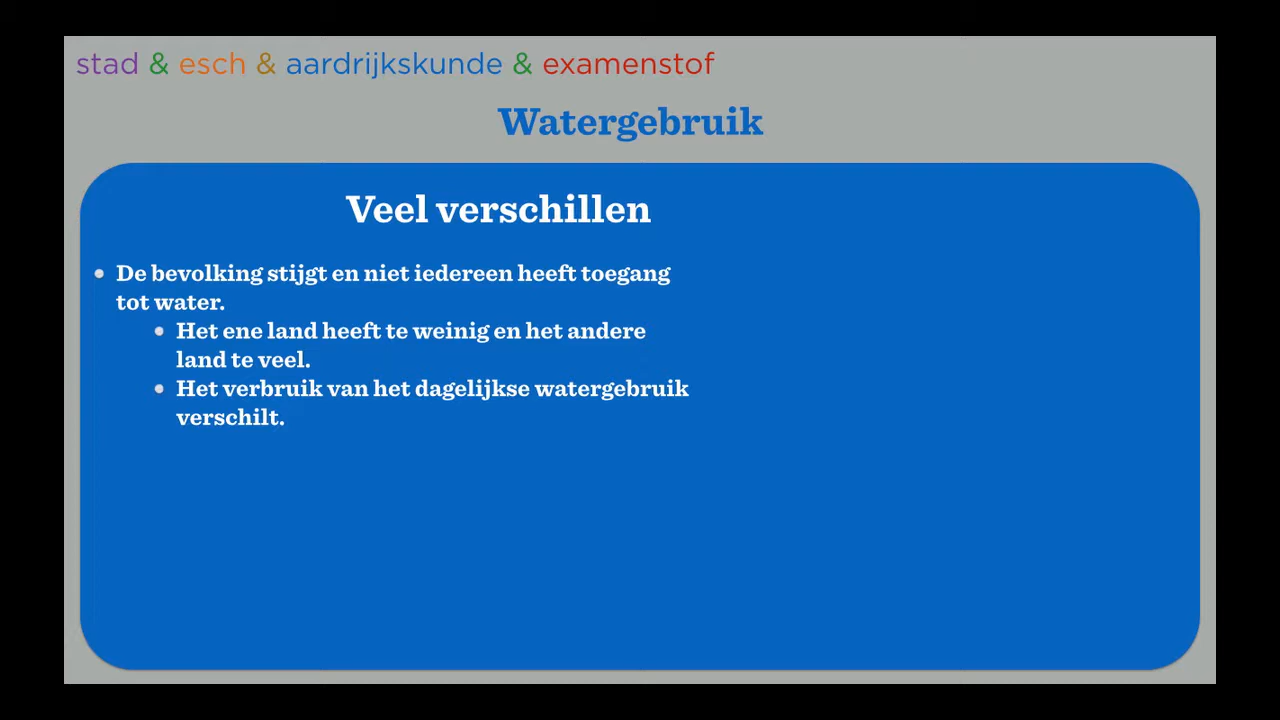 stad & esch & aardrijkskunde & examenstof
Watergebruik
Veel verschillen
• De bevolking stijgt en niet iedereen heeft toegang
tot water.
• Het ene land heeft te weinig en het andere
land te veel.
• Het verbruik van het dagelijkse watergebruik
verschilt.